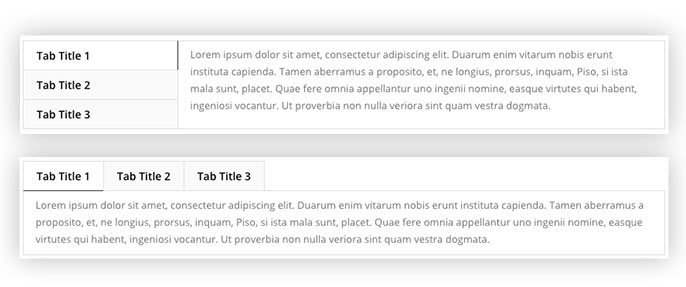 Tab Title 1
Tab Title 2
Tab Title 3
Lorem ipsum dolor sit amet, consectetur adipiscing elit. Duarum enim vitarum nobis erunt
instituta capienda. Tamen aberramus a proposito, et, ne longius, prorsus, inquam, Piso, si ista
mala sunt, placet. Quae fere omnia appellantur uno ingenii nomine, easque virtutes qui habent,
ingeniosi vocantur. Ut proverbia non nulla veriora sint quam vestra dogmata.
Tab Title 1 Tab Title 2 Tab Title 3
Lorem ipsum dolor sit amet, consectetur adipiscing elit. Duarum enim vitarum nobis erunt instituta capienda. Tamen aberramus a
proposito, et, ne longius, prorsus, inquam, Piso, si ista mala sunt, placet. Quae fere omnia appellantur uno ingenii nomine, easque
virtutes qui habent, ingeniosi vocantur. Ut proverbia non nulla veriora sint quam vestra dogmata.